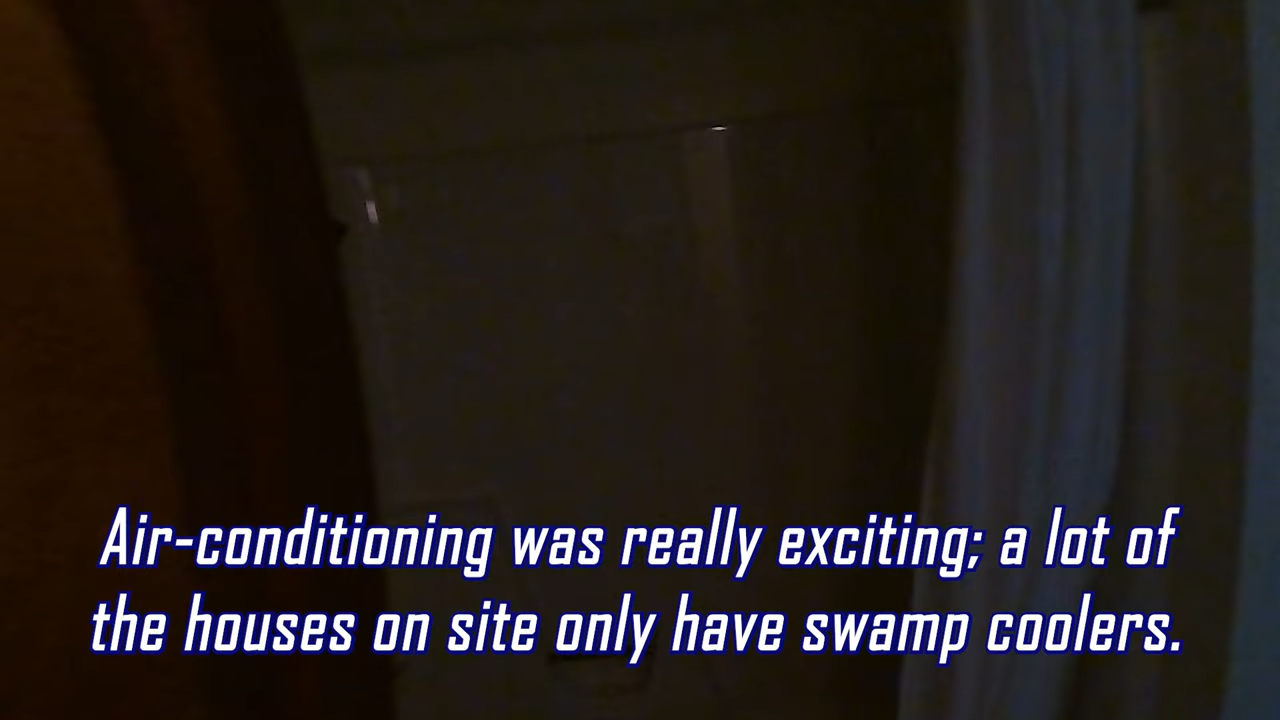 Air-conditioning was really exciting; a lot of
the houses on site only have swamp coolers.